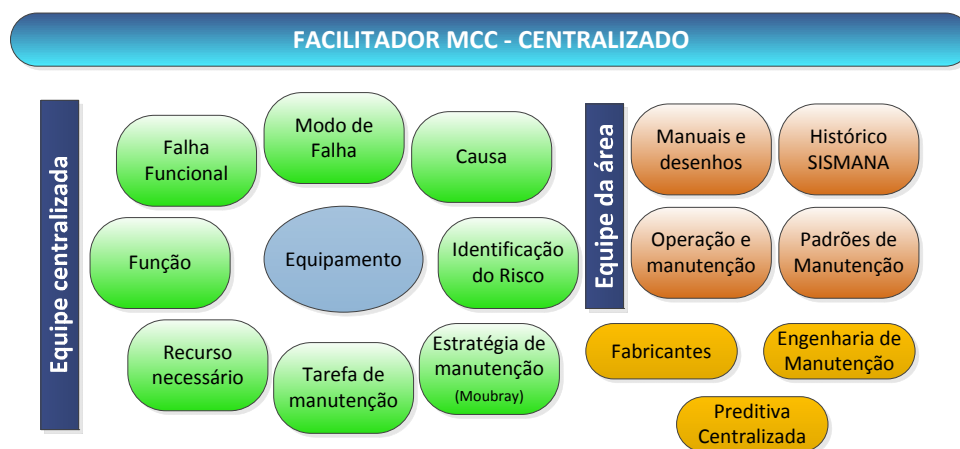 FACILITADOR MCC - CENTRALIZADO
Equipe centralizada
Falha
Funcional
Modo de
Falha
Causa
Função
Equipamento
Identificação
do Risco
Recurso
necessário
Tarefa de
manutenção
Estratégia de
manutenção
(Moubray)
Equipe da área
Manuais e
desenhos
Histórico
SISMANA
Operação e
manutenção
Padrões de
Manutenção
Fabricantes
Engenharia de
Manutenção
Preditiva
Centralizada